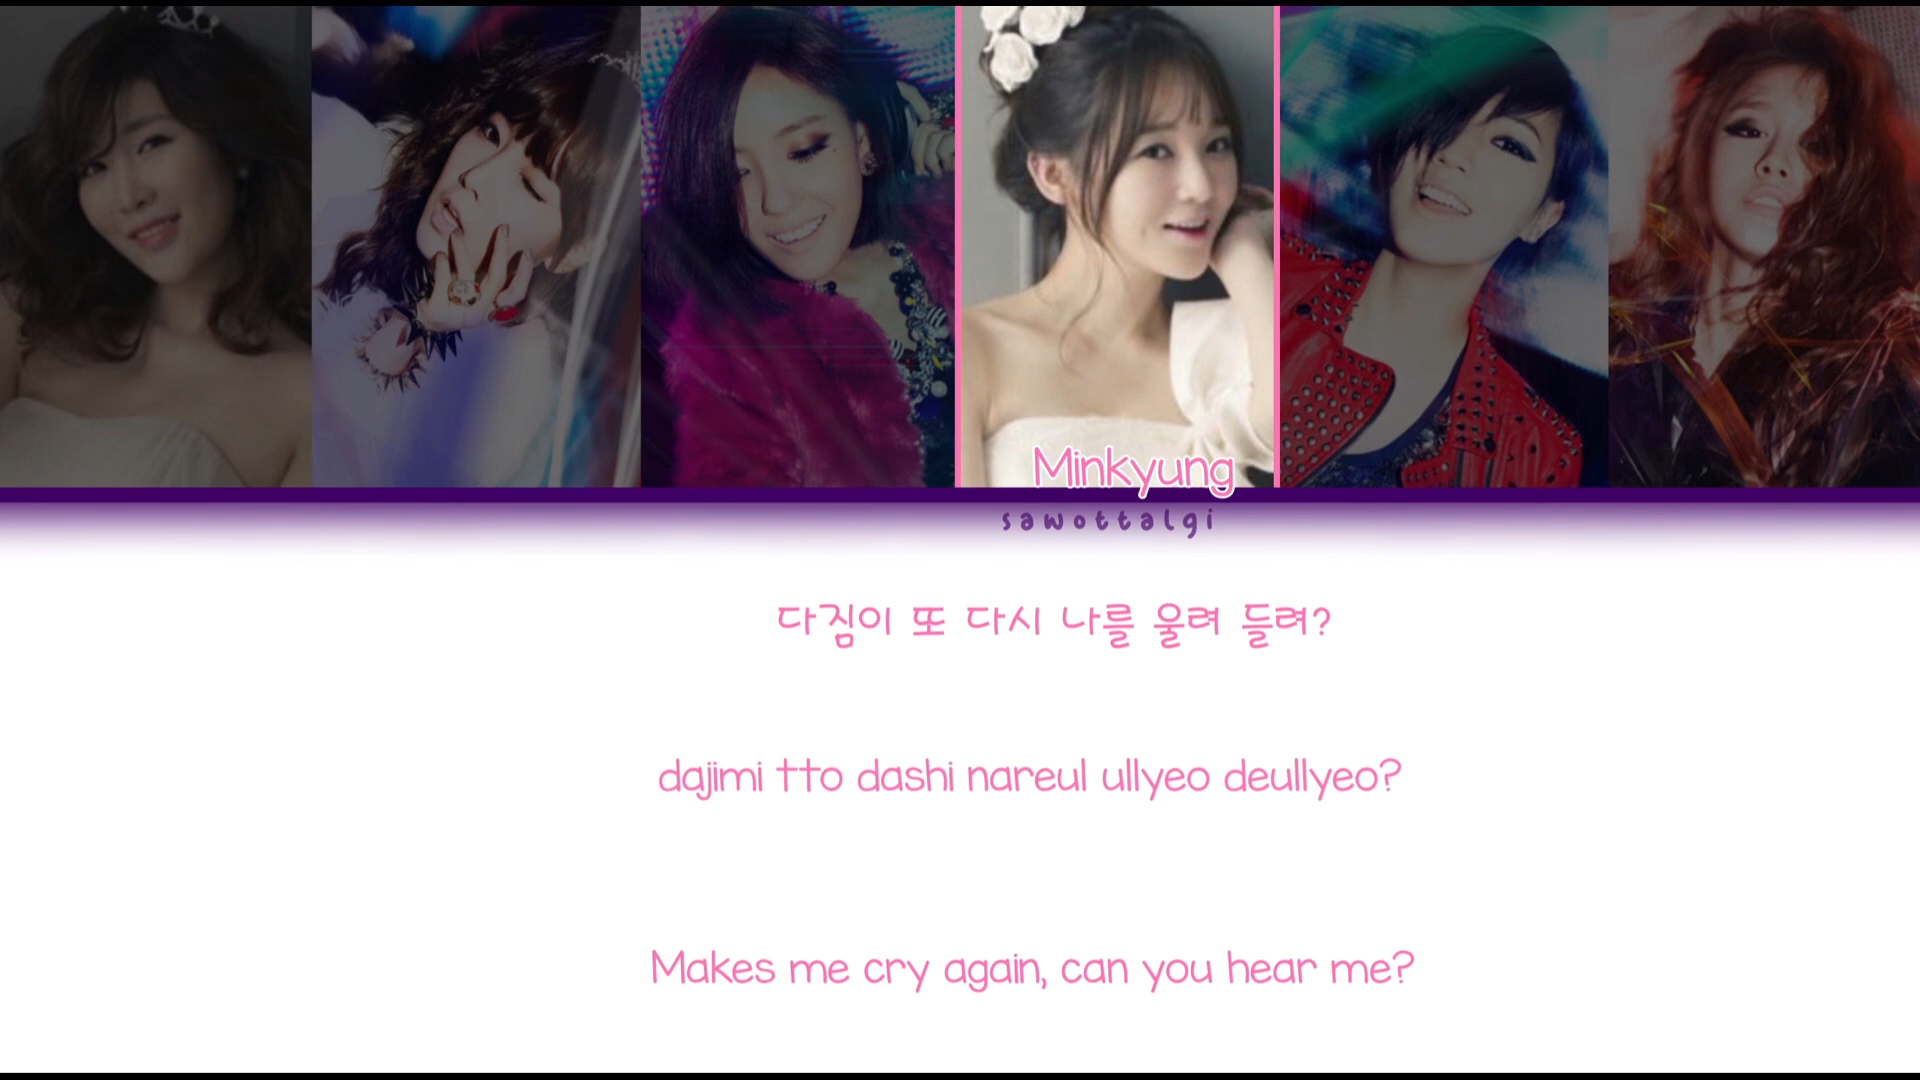 Minkyung
sawottalgi
다짐이 또 다시 나를 울려 들려?
dajimi tto dashi nareul ullyeo deullyeo?
Makes me cry again, can you hear me?